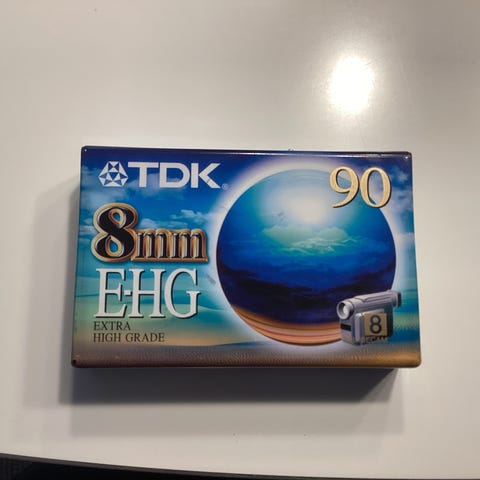 TDK®
90
8mm
E-HG
EXTRA
HIGH GRADE
8